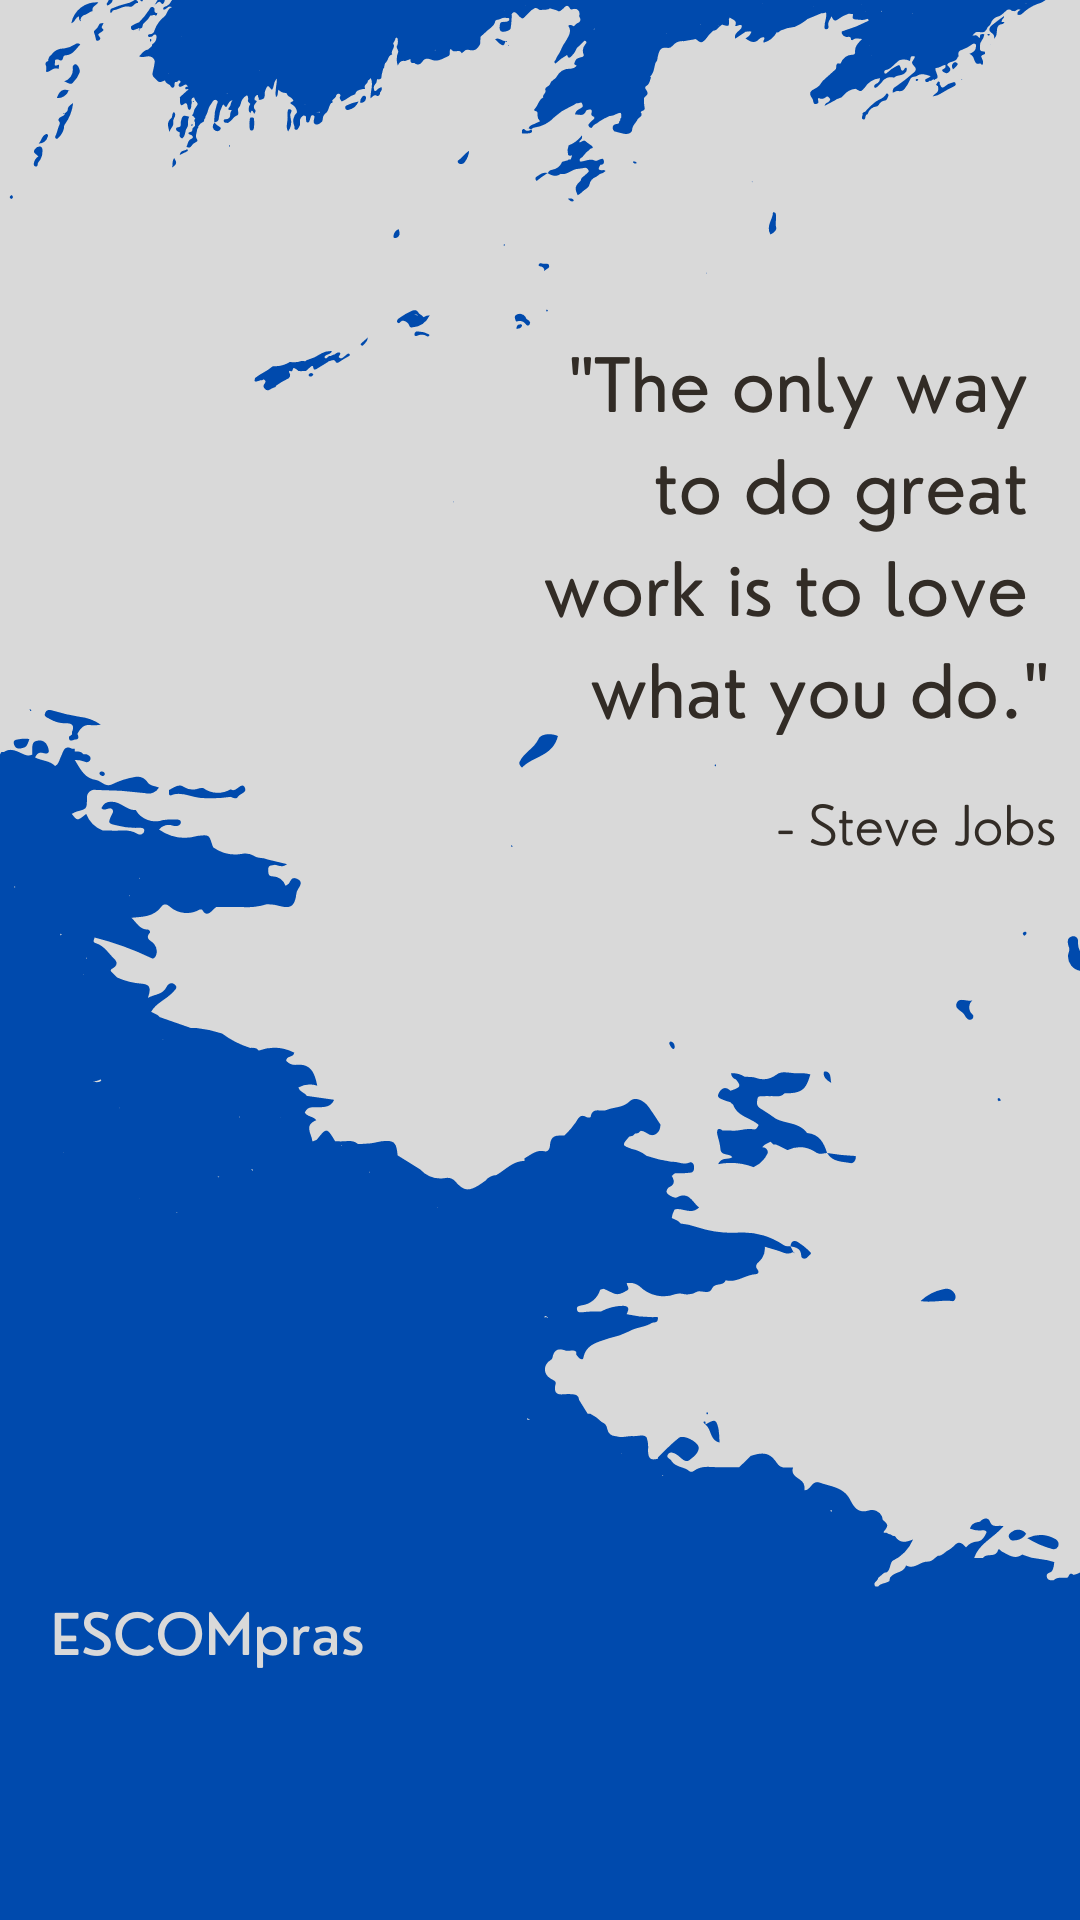 "The only way
to do great
work is to love
what you do."
- Steve Jobs
ESCOMpras